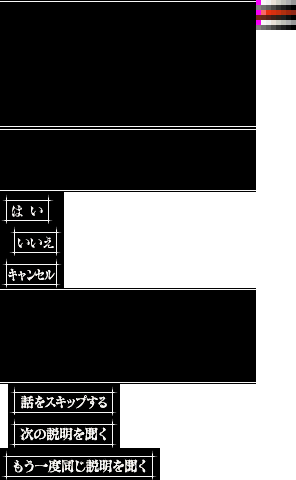 はい
いいえ
キャンセル
話をスキップする
次の説明を聞く
もう一度同じ説明を聞く